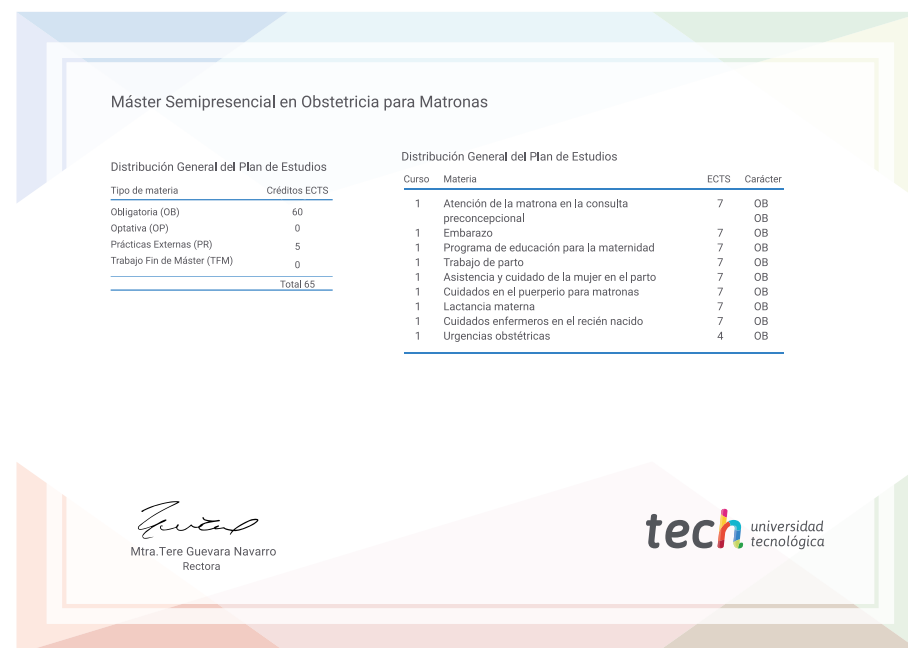 Máster Semipresencial en Obstetricia para Matronas
Distribución General del Plan de Estudios
Tipo de materia Créditos ECTS
Obligatoria (OB) 60
Optativa (OP) 0
Prácticas Externas (PR) 5
Trabajo Fin de Máster (TFM) 0
Total 65
Distribución General del Plan de Estudios
Curso Materia ECTS Carácter
1 Atención de la matrona en la consulta 7 OB
preconcepcional OB
1 Embarazo 7 OB
1 Programa de educación para la maternidad 7 OB
1 Trabajo de parto 7 OB
1 Asistencia y cuidado de la mujer en el parto 7 OB
1 Cuidados en el puerperio para matronas 7 OB
1 Lactancia materna 7 OB
1 Cuidados enfermeros en el recién nacido 7 OB
1 Urgencias obstétricas 4 OB
Mtra.Tere Guevara Navarro
Rectora
tech universidad
tecnológica